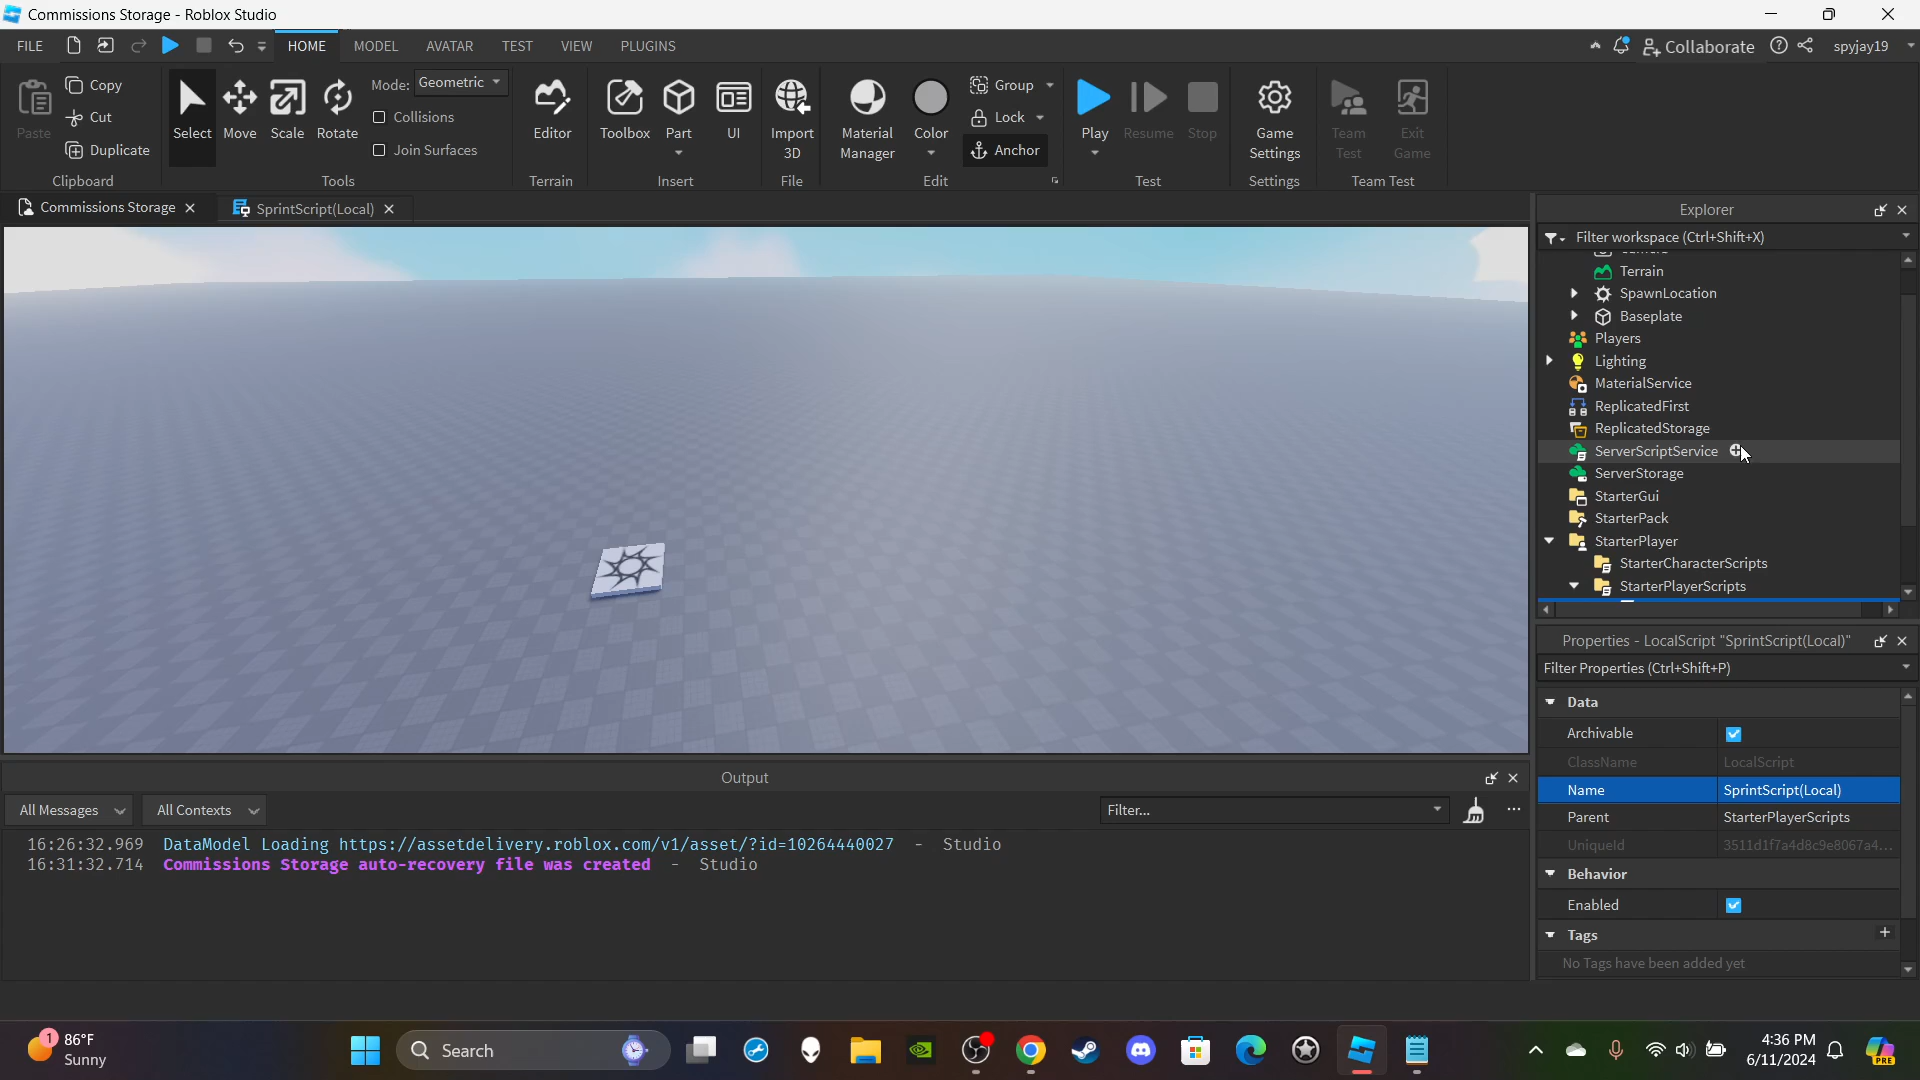 Commissions Storage - Roblox Studio
FILE HOME MODEL AVATAR TEST VIEW PLUGINS Collaborate spyjay19
Paste Copy Cut Duplicate Clipboard
Select Move Scale Rotate Mode: Geometric Collisions Join Surfaces Tools
Editor Terrain
Toolbox Part UI Insert
Import 3D File
Material Manager Color Group Lock Anchor Edit
Play Resume Stop Test
Game Settings Settings
Team Test Exit Game Team Test
Commissions Storage SprintScript(Local)
Explorer
Filter workspace (Ctrl+Shift+X)
Terrain
SpawnLocation
Baseplate
Players
Lighting
MaterialService
ReplicatedFirst
ReplicatedStorage
ServerScriptService
ServerStorage
StarterGui
StarterPack
StarterPlayer
StarterCharacterScripts
StarterPlayerScripts
Properties - LocalScript "SprintScript(Local)"
Filter Properties (Ctrl+Shift+P)
Data
Archivable
ClassName LocalScript
Name SprintScript(Local)
Parent StarterPlayerScripts
UniqueId 3511d1f7a4d8c9e8067a4...
Behavior
Enabled
Tags
No Tags have been added yet
Output
All Messages All Contexts Filter...
16:26:32.969 DataModel Loading https://assetdelivery.roblox.com/v1/asset/?id=10264440027 - Studio
16:31:32.714 Commissions Storage auto-recovery file was created - Studio
1 86°F
Sunny
Search
4:36 PM
6/11/2024
PRE